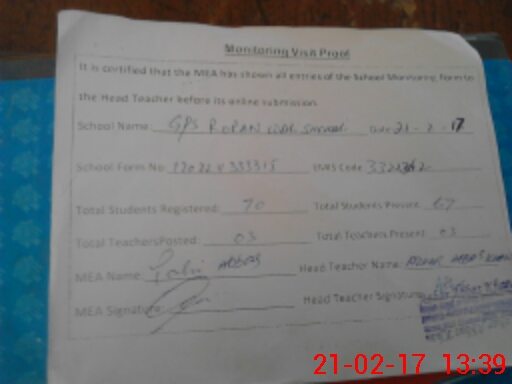 Monitoring Visit Proof
It is certified that the MEA has shown all entries of the School Monitoring Form to
the Head Teacher before its online submission.
School Name: GPS Date 21-2-17
School Form No EMIS Code
Total Students Registered: 70 Total Students Present 67
Total Teachers Posted: 03 Total Teachers Present 03
MEA Name: ABBAS Head Teacher Name: ABBAS
MEA Signature: Head Teacher Signature
21-02-17 13:39